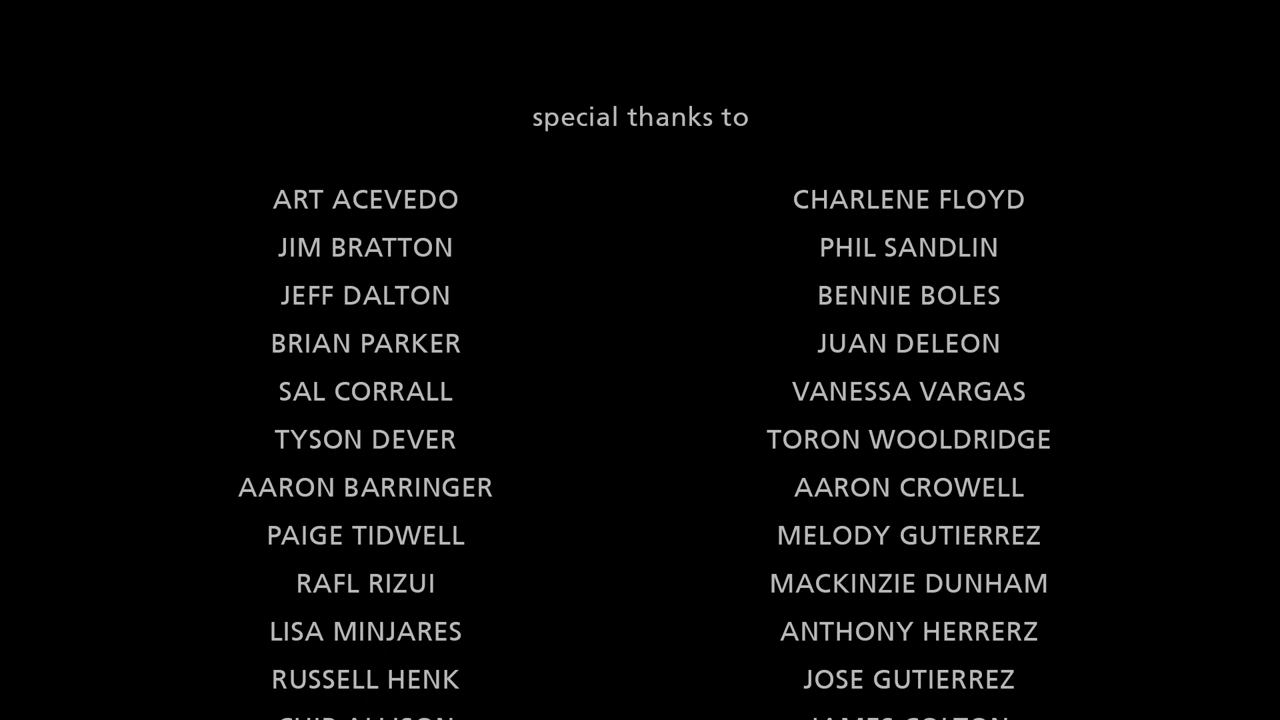 special thanks to
ART ACEVEDO CHARLENE FLOYD
JIM BRATTON PHIL SANDLIN
JEFF DALTON BENNIE BOLES
BRIAN PARKER JUAN DELEON
SAL CORRALL VANESSA VARGAS
TYSON DEVER TORON WOOLDRIDGE
AARON BARRINGER AARON CROWELL
PAIGE TIDWELL MELODY GUTIERREZ
RAFL RIZUI MACKINZIE DUNHAM
LISA MINJARES ANTHONY HERRERZ
RUSSELL HENK JOSE GUTIERREZ